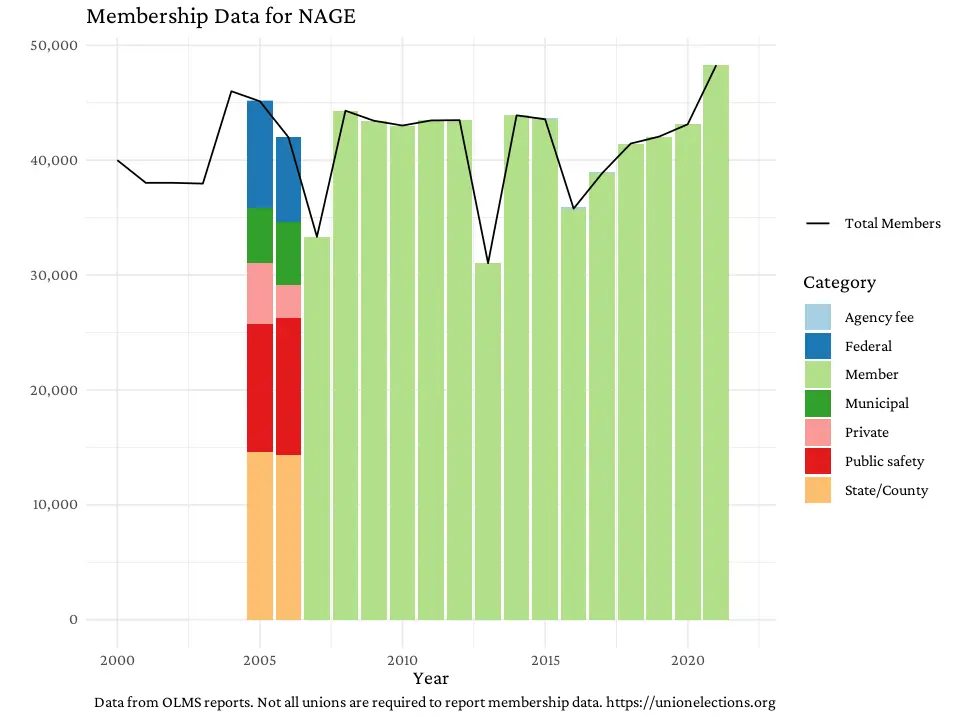 Membership Data for NAGE
50,000
40,000
30,000
20,000
10,000
0
2000
2005
2010
2015
2020
Year
Total Members
Category
Agency fee
Federal
Member
Municipal
Private
Public safety
State/County
Data from OLMS reports. Not all unions are required to report membership data. https://unionelections.org